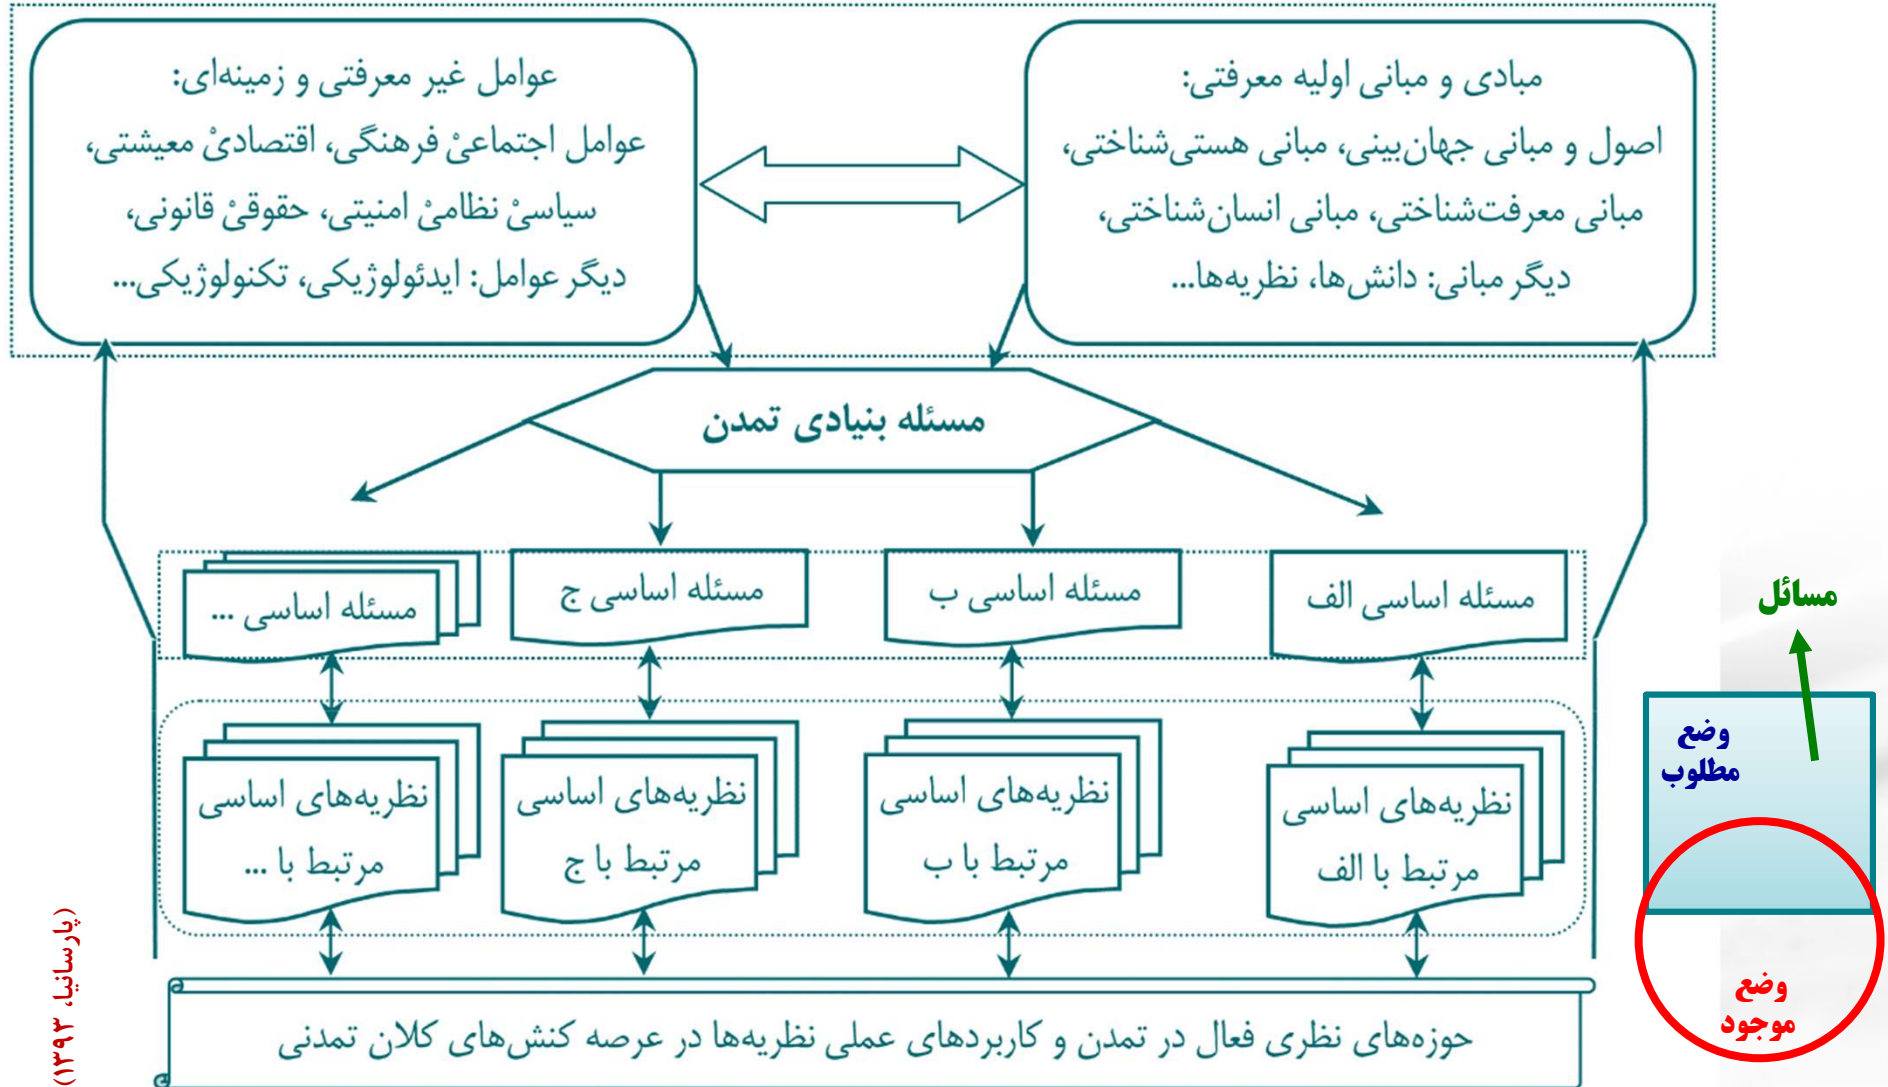 مبادی و مبانی اولیه معرفتی:
اصول و مبانی جهان‌بینی، مبانی هستی‌شناختی،
مبانی معرفت‌شناختی، مبانی انسان‌شناختی،
دیگر مبانی: دانش‌ها، نظریه‌ها...
عوامل غیر معرفتی و زمینه‌ای:
عوامل اجتماعیْ فرهنگی، اقتصادیْ معیشتی،
سیاسیْ نظامیْ امنیتی، حقوقیْ قانونی،
دیگر عوامل: ایدئولوژیکی، تکنولوژیکی...
مسئله بنیادی تمدن
مسئله اساسی الف
مسئله اساسی ب
مسئله اساسی ج
مسئله اساسی ...
نظریه‌های اساسی
مرتبط با الف
نظریه‌های اساسی
مرتبط با ب
نظریه‌های اساسی
مرتبط با ج
نظریه‌های اساسی
مرتبط با ...
حوزه‌های نظری فعال در تمدن و کاربردهای عملی نظریه‌ها در عرصه کنش‌های کلان تمدنی
مسائل
وضع
مطلوب
وضع
موجود
(پارسانیا، ۱۳۹۳)